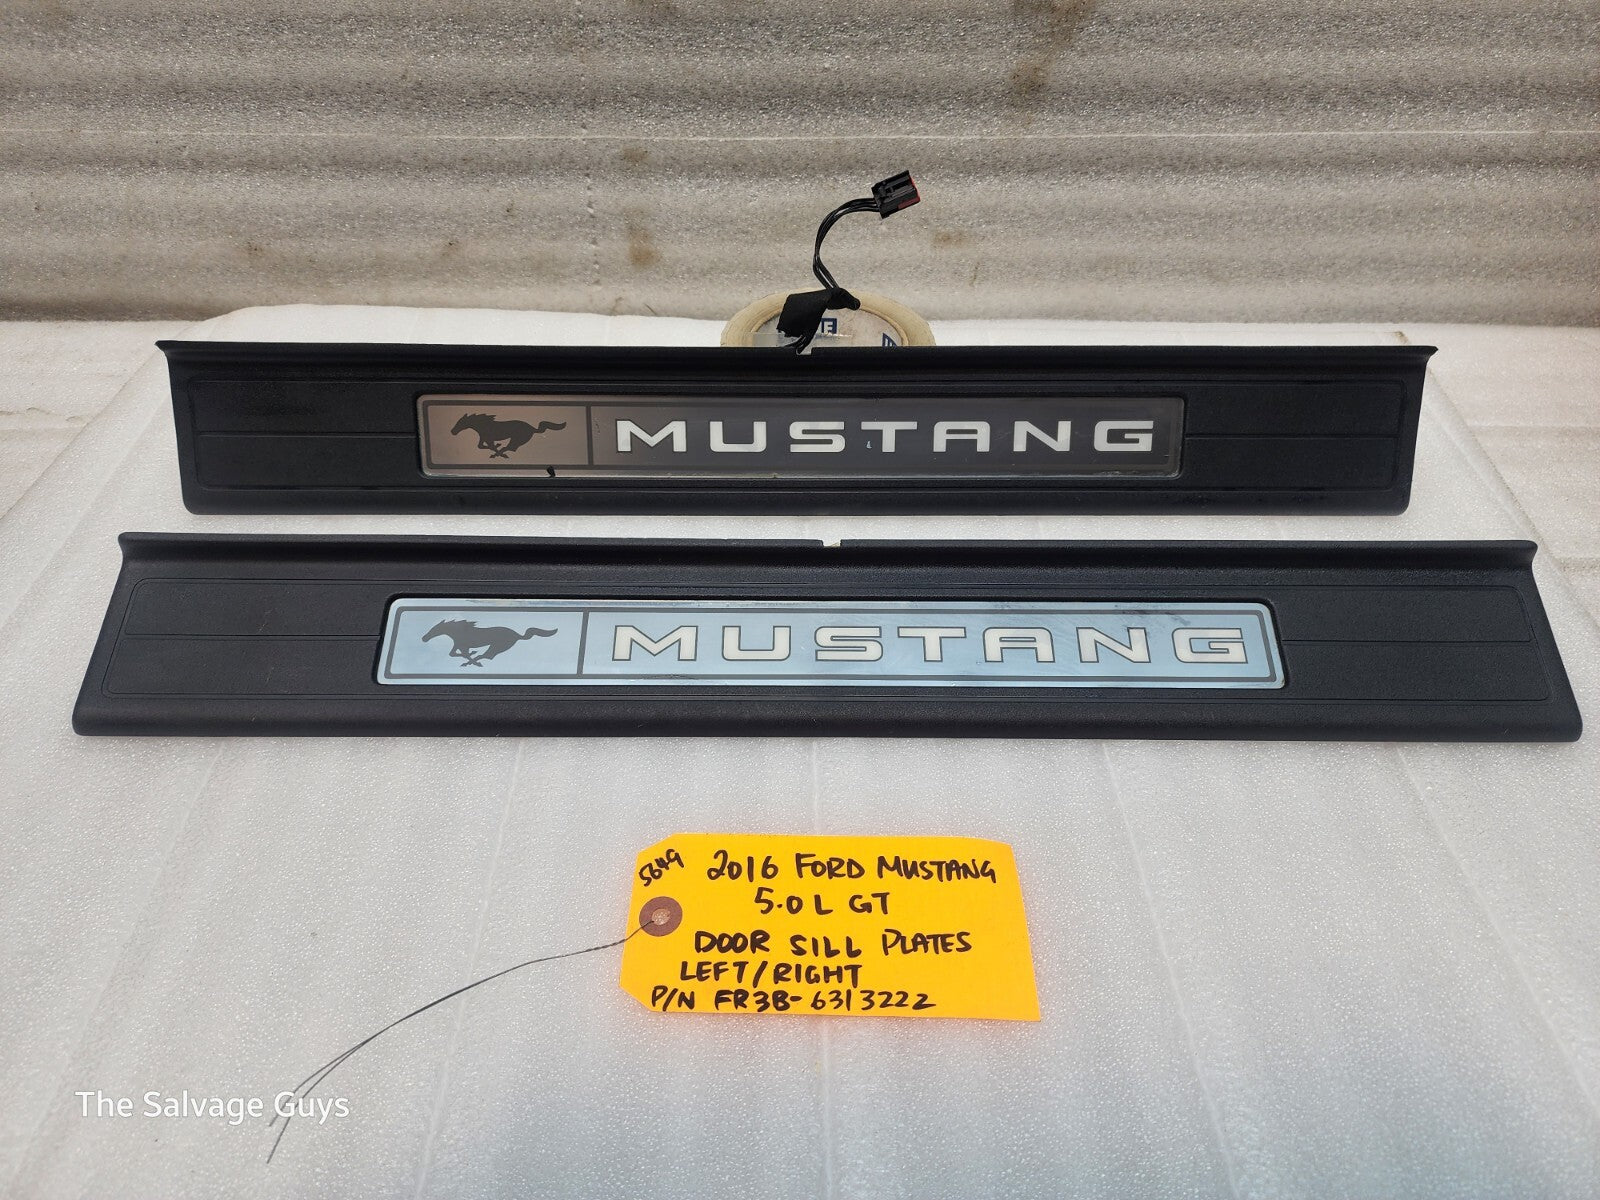 MUSTANG
MUSTANG
5649
2016 FORD MUSTANG
5.0L GT
DOOR SILL PLATES
LEFT/RIGHT
P/N FR3B-6313222
The Salvage Guys